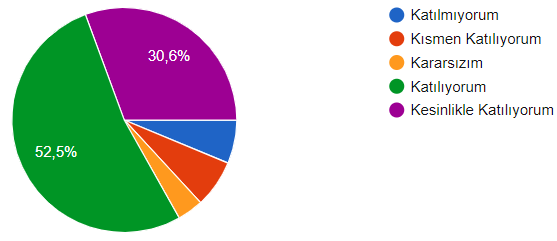 Katılmıyorum
Kısmen Katılıyorum
Kararsızım
Katılıyorum
Kesinlikle Katılıyorum
30,6%
52,5%